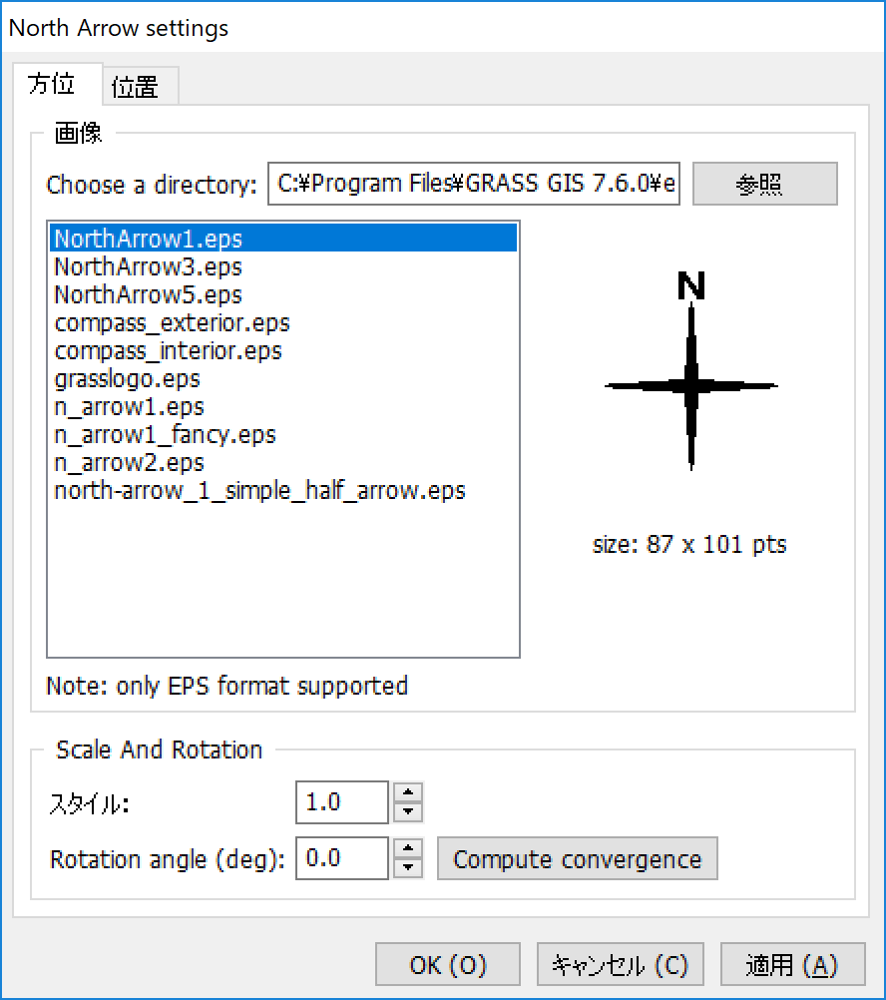 North Arrow settings
方位 位置
画像
Choose a directory: C:¥Program Files¥GRASS GIS 7.6.0¥e 参照
NorthArrow1.eps
NorthArrow3.eps
NorthArrow5.eps
compass_exterior.eps
compass_interior.eps
grasslogo.eps
n_arrow1.eps
n_arrow1_fancy.eps
n_arrow2.eps
north-arrow_1_simple_half_arrow.eps
N
size: 87 x 101 pts
Note: only EPS format supported
Scale And Rotation
スタイル: 1.0
Rotation angle (deg): 0.0 Compute convergence
OK (O) キャンセル (C) 適用 (A)